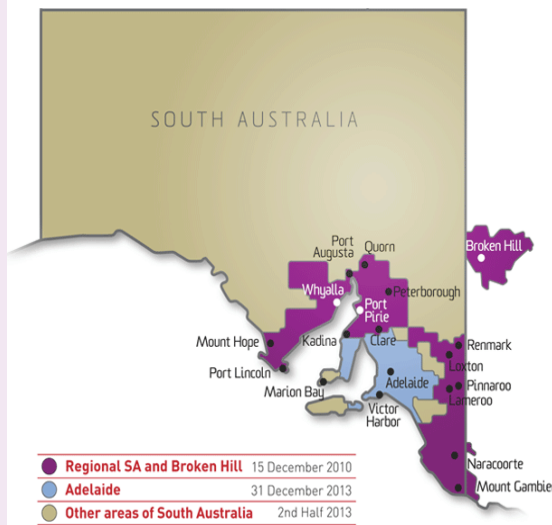 SOUTH AUSTRALIA
Port
Augusta
Quorn
Broken Hill
Whyalla
Peterborough
Port
Pirie
Mount Hope
Kadina
Clare
Renmark
Loxton
Port Lincoln
Marion Bay
Adelaide
Pinnaroo
Lameroo
Victor
Harbor
Naracoorte
Mount Gambie
Regional SA and Broken Hill 15 December 2010
Adelaide 31 December 2013
Other areas of South Australia 2nd Half 2013